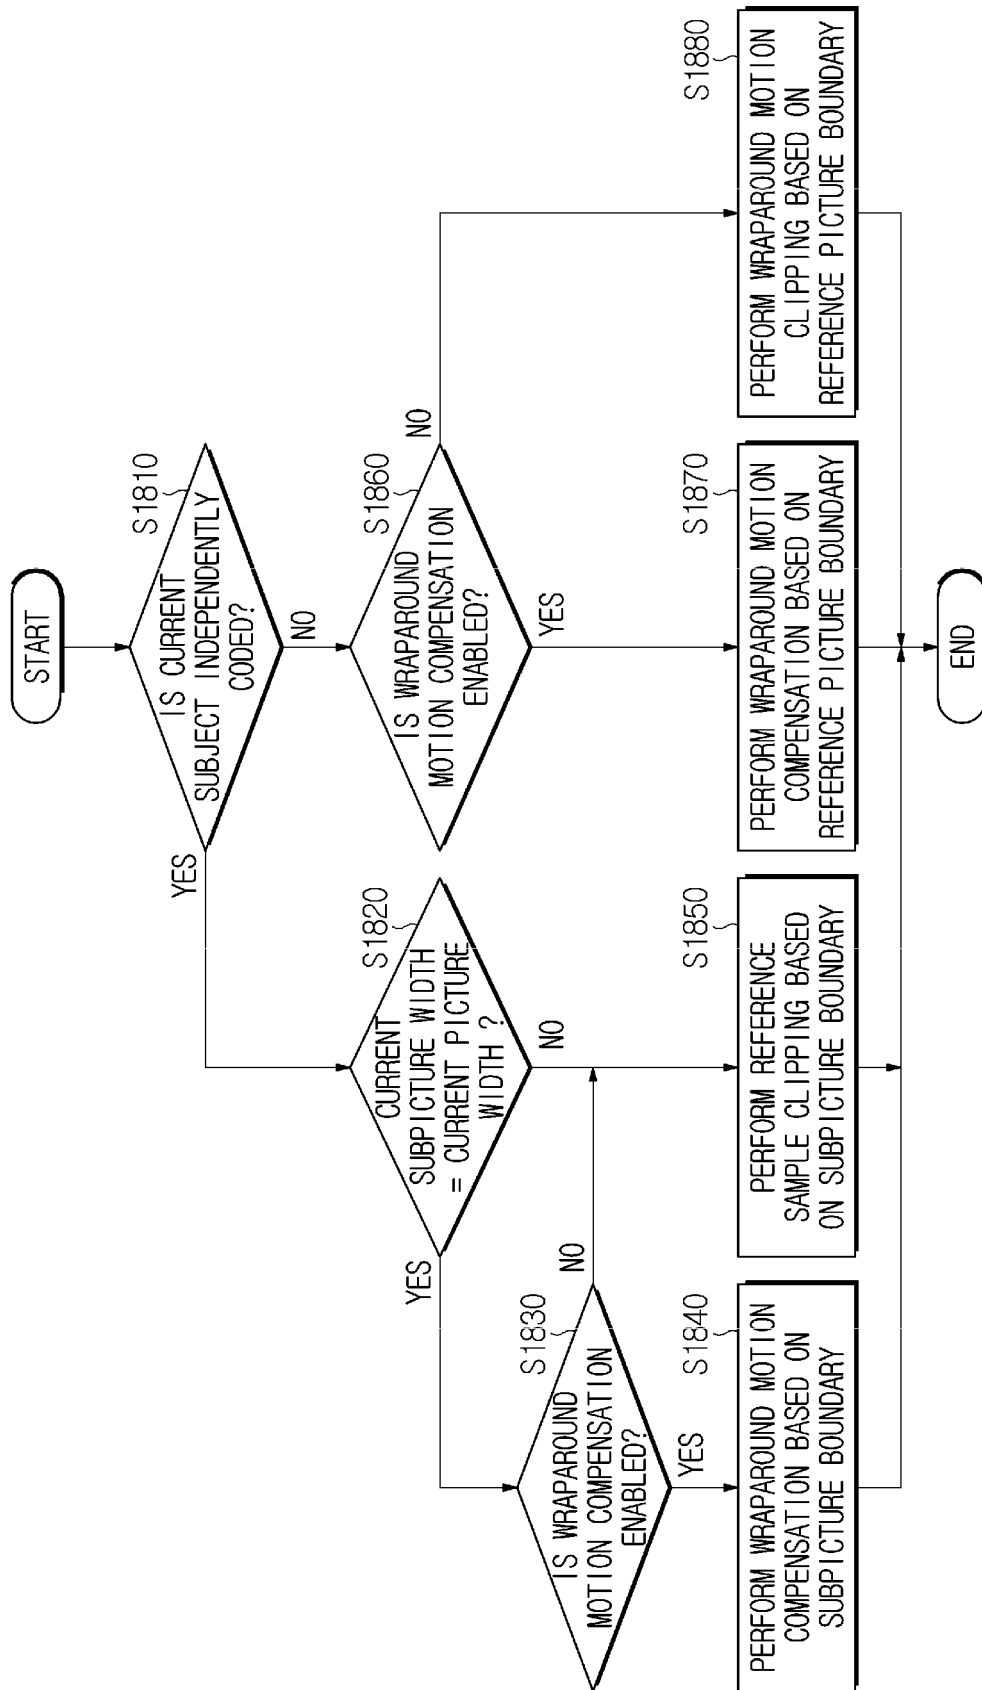 START
S1810
IS CURRENT
SUBJECT INDEPENDENTLY
CODED?
YES
NO
S1820
CURRENT
SUBPICTURE WIDTH
= CURRENT PICTURE
WIDTH ?
YES
NO
S1860
IS WRAPAROUND
MOTION COMPENSATION
ENABLED?
NO
YES
S1830
IS WRAPAROUND
MOTION COMPENSATION
ENABLED?
NO
YES
S1840
PERFORM WRAPAROUND MOTION
COMPENSATION BASED ON
SUBPICTURE BOUNDARY
S1850
PERFORM REFERENCE
SAMPLE CLIPPING BASED
ON SUBPICTURE BOUNDARY
S1870
PERFORM WRAPAROUND MOTION
COMPENSATION BASED ON
REFERENCE PICTURE BOUNDARY
S1880
PERFORM WRAPAROUND MOTION
CLIPPING BASED ON
REFERENCE PICTURE BOUNDARY
END